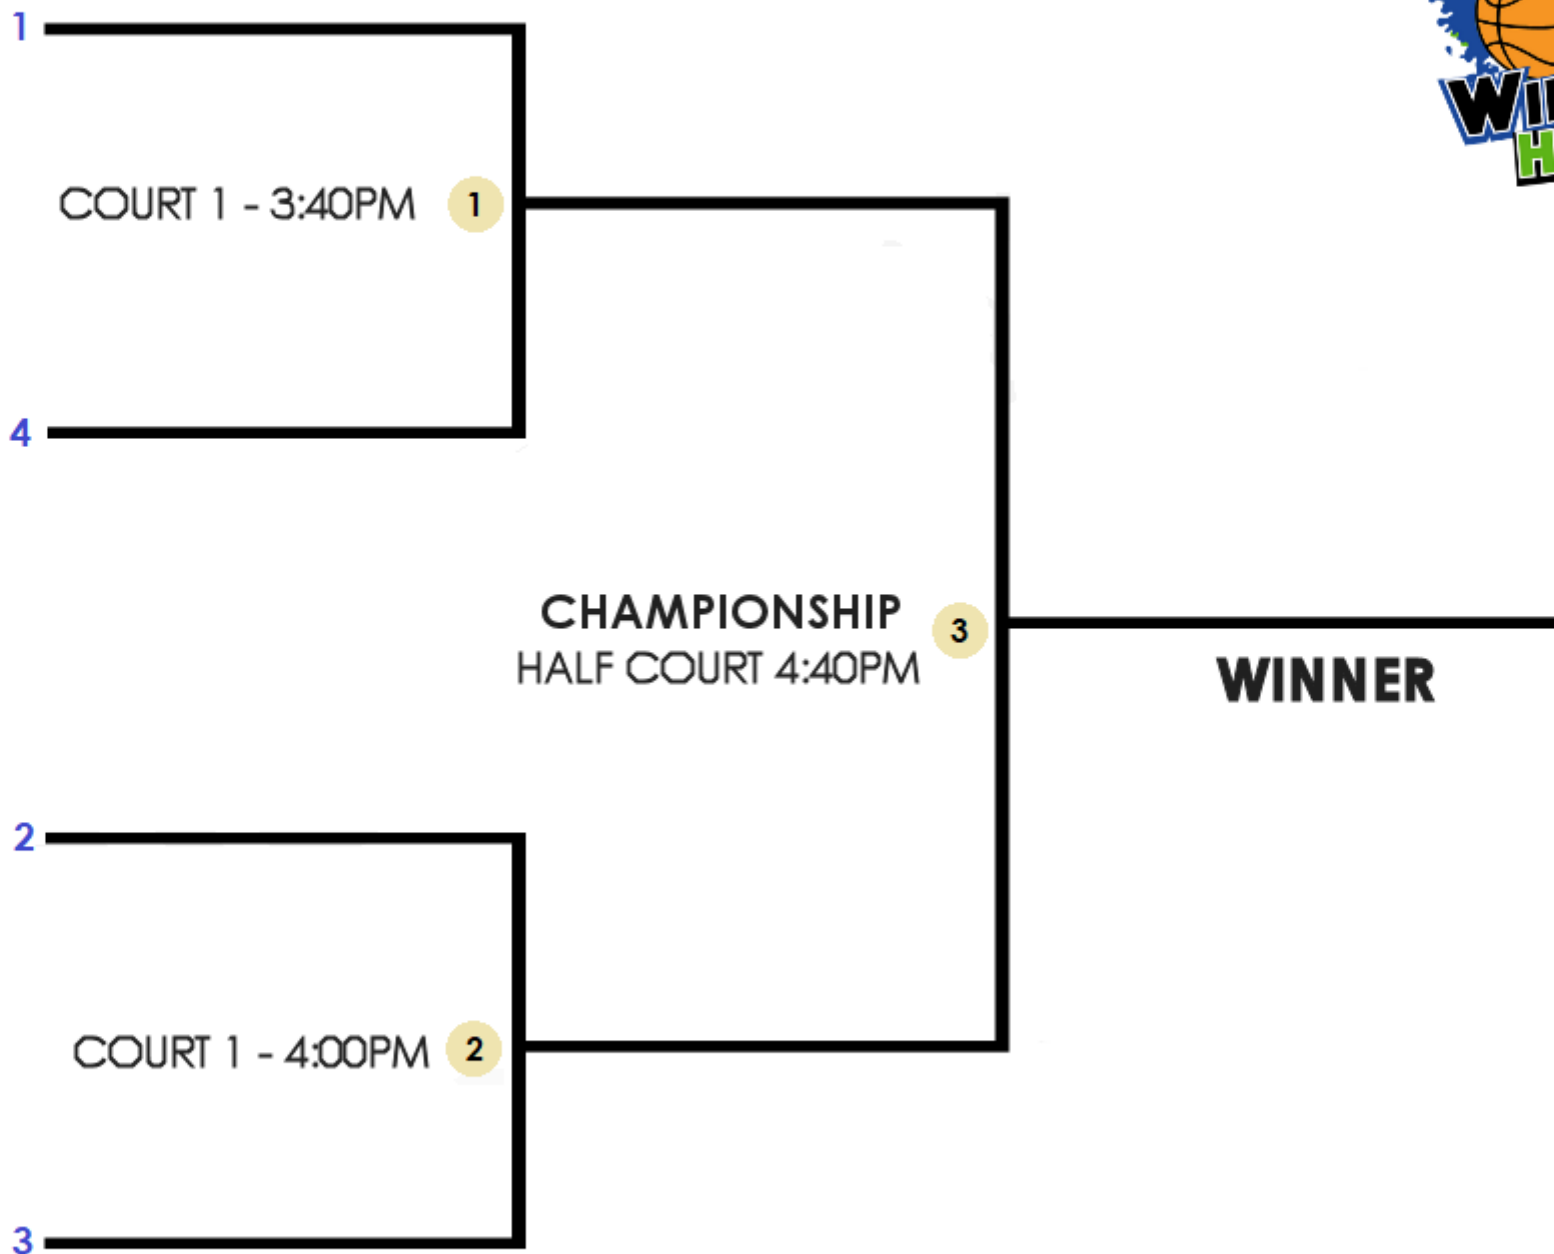 1
COURT 1 - 3:40PM 1
4
CHAMPIONSHIP
HALF COURT 4:40PM
3
WINNER
2
COURT 1 - 4:00PM 2
3